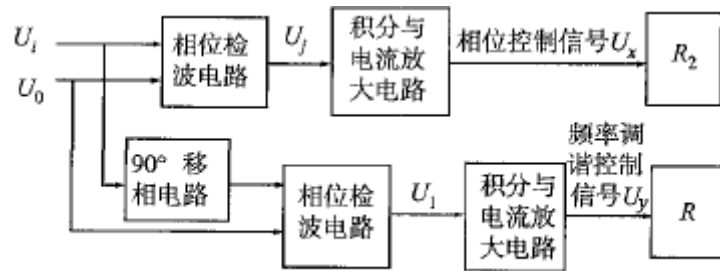 U_i
U_0
相位检
波电路
U_j
积分与
电流放
大电路
相位控制信号U_x
R_2
90° 移
相电路
相位检
波电路
U_1
积分与
电流放
大电路
频率调
谐控制
信号U_y
R